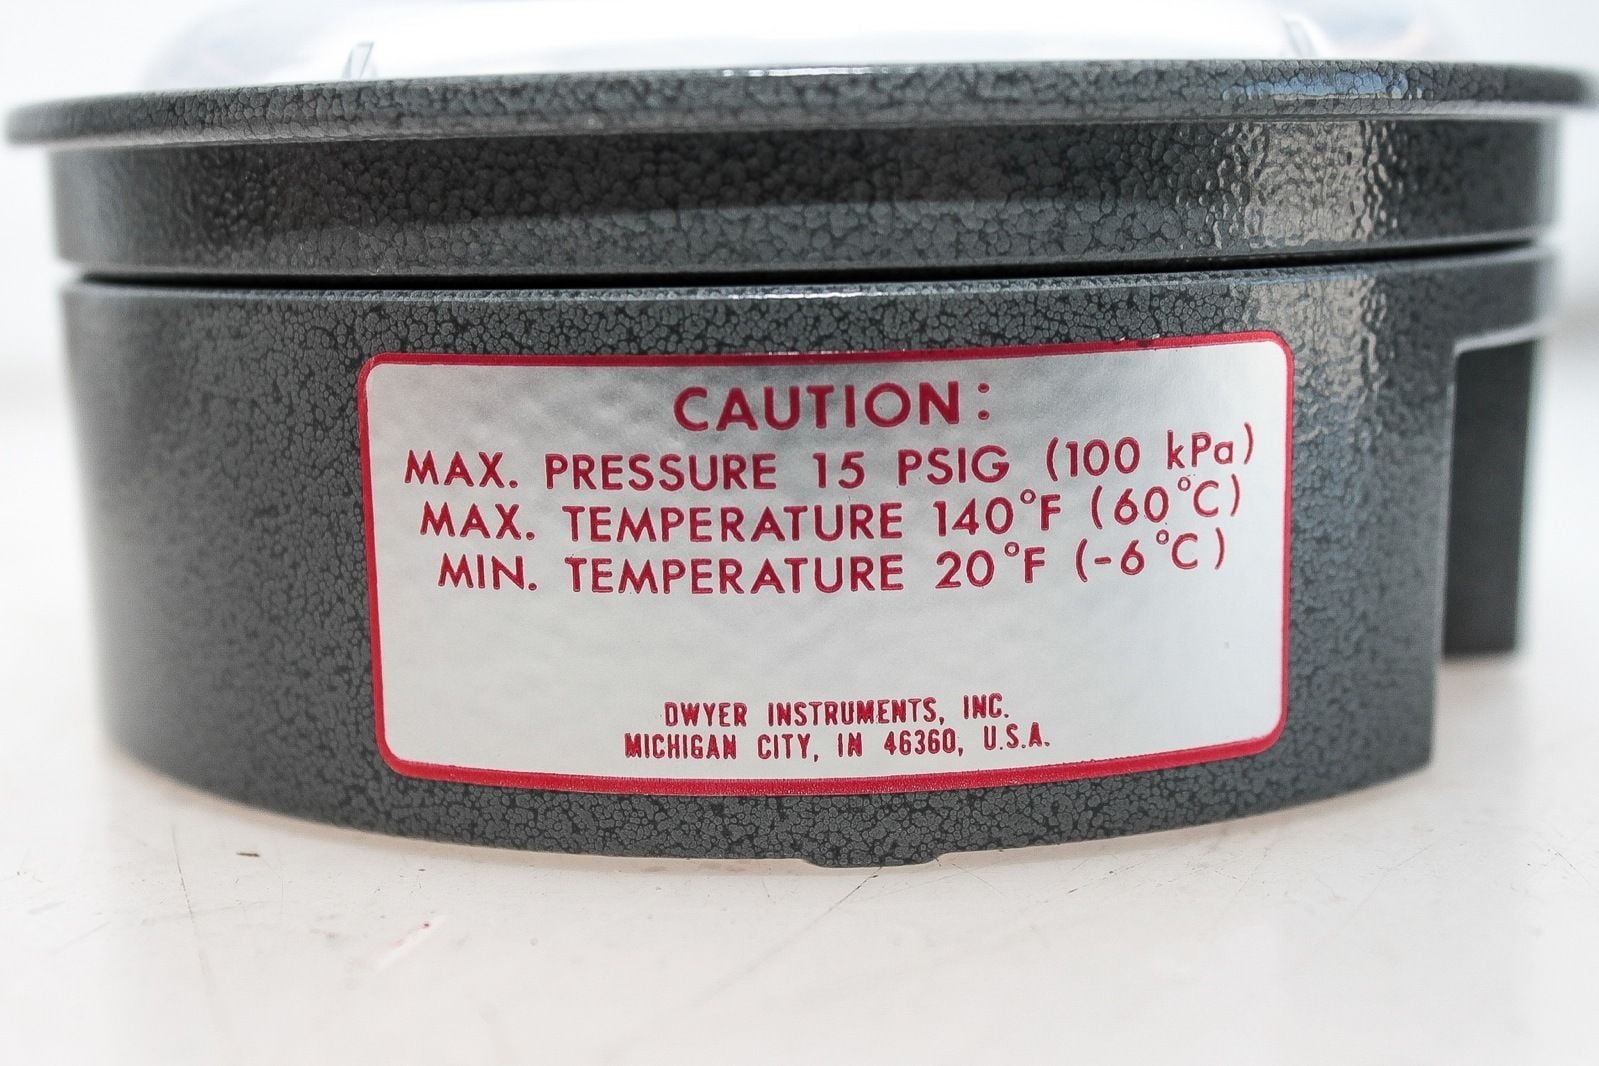 CAUTION:
MAX. PRESSURE 15 PSIG (100 kPa)
MAX. TEMPERATURE 140°F (60°C)
MIN. TEMPERATURE 20°F (-6°C)
DWYER INSTRUMENTS, INC.
MICHIGAN CITY, IN 46360, U.S.A.